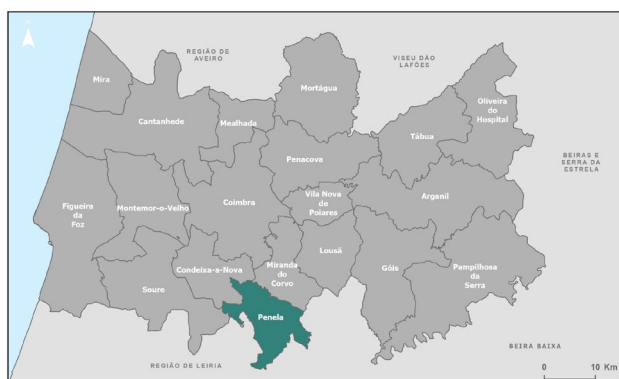 REGIÃO DE
AVEIRO
VISEU DÃO
LAFÕES
Mira
Mortágua
Oliveira
do
Hospital
Cantanhede
Mealhada
Tábua
Penacova
BEIRAS E
SERRA DA
ESTRELA
Figueira
da
Foz
Montemor-o-Velho
Coimbra
Vila Nova
de
Poiares
Arganil
Lousã
Condeixa-a-Nova
Miranda
do
Corvo
Góis
Pampilhosa
da
Serra
Soure
Penela
REGIÃO DE LEIRIA
BEIRA BAIXA
0 10 Km